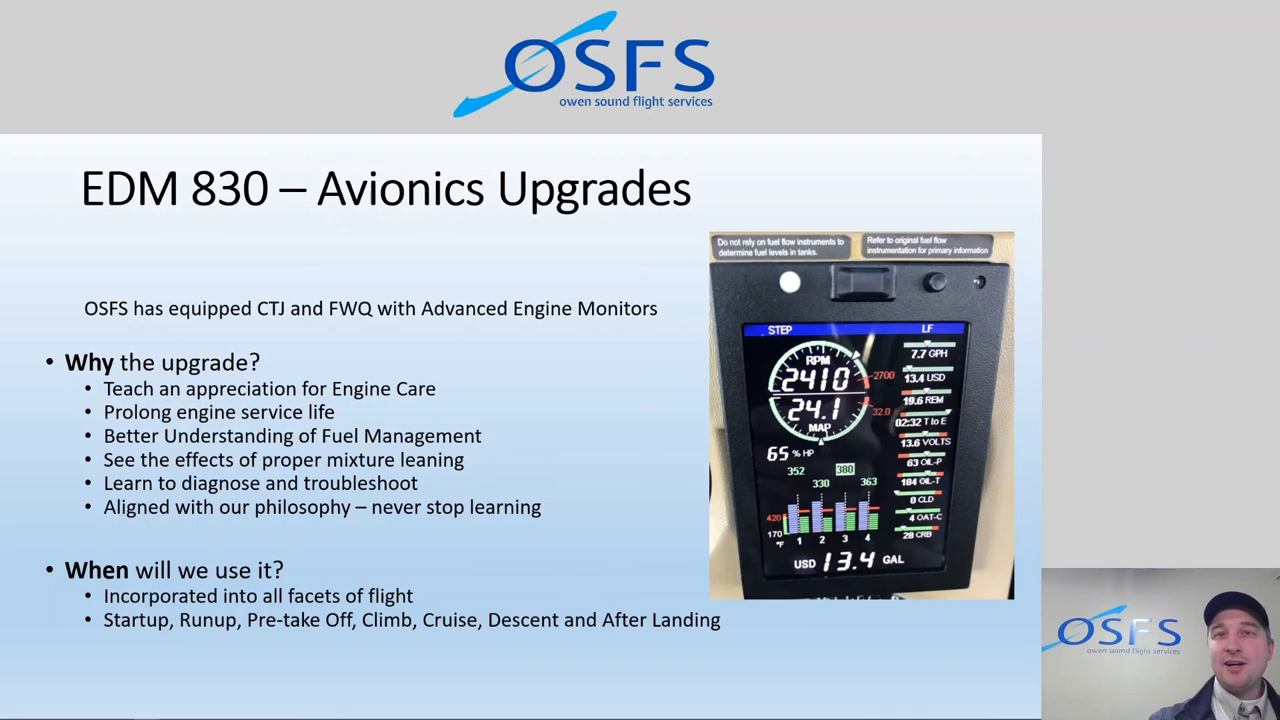 OSFS
owen sound flight services
EDM 830 – Avionics Upgrades
OSFS has equipped CTJ and FWQ with Advanced Engine Monitors
• Why the upgrade?
• Teach an appreciation for Engine Care
• Prolong engine service life
• Better Understanding of Fuel Management
• See the effects of proper mixture leaning
• Learn to diagnose and troubleshoot
• Aligned with our philosophy – never stop learning
• When will we use it?
• Incorporated into all facets of flight
• Startup, Runup, Pre-take Off, Climb, Cruise, Descent and After Landing
Do not rely on fuel flow instruments to
determine fuel levels in tanks.
Refer to original fuel flow
instrumentation for primary information
STEP
LF
RPM
2410
2700
24.1
32.0
MAP
65 % HP
7.7 GPH
13.4 USD
19.6 REM
02:32 T to E
13.6 VOLTS
63 OIL-P
184 OIL-T
0 CLD
4 OAT-C
28 CRB
352
330
380
363
420
170
°F
1 2 3 4
USD 13.4 GAL
OSFS
owen sound flight services